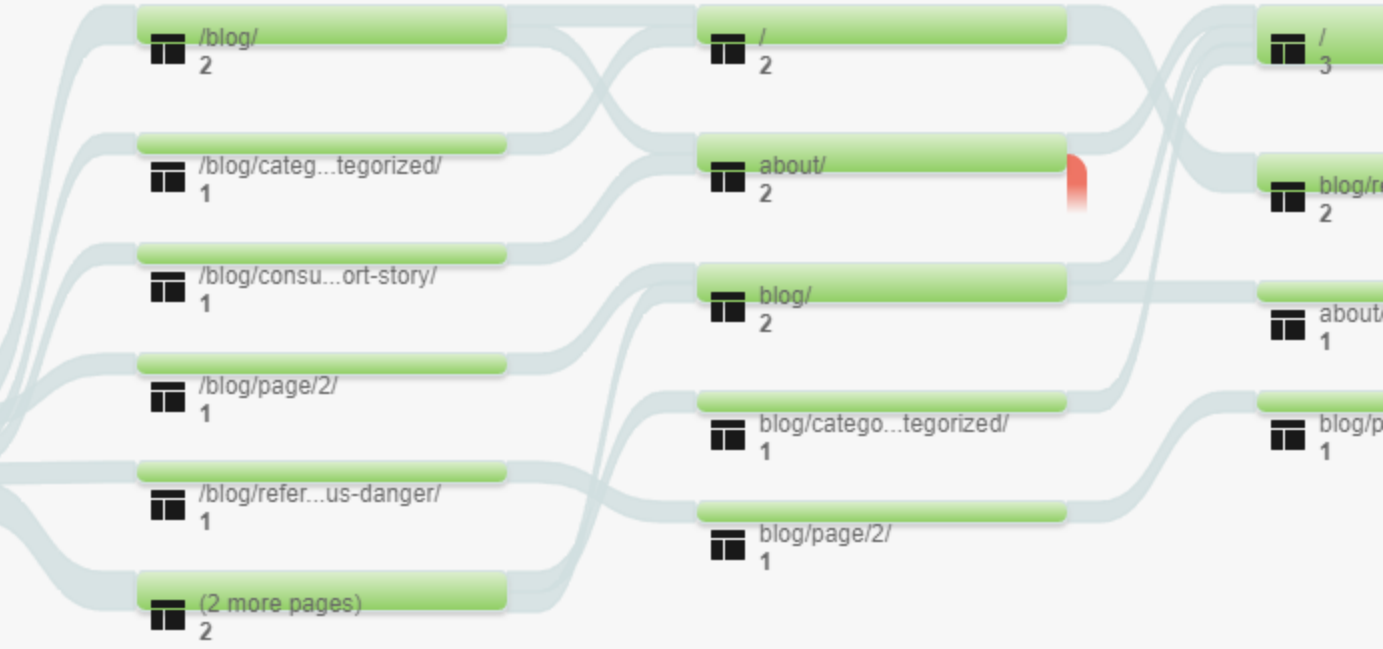 /blog/
2
/blog/categ...tegorized/
1
/blog/consu...ort-story/
1
/blog/page/2/
1
/blog/refer...us-danger/
1
(2 more pages)
2
/
2
about/
2
blog/
2
blog/catego...tegorized/
1
blog/page/2/
1
/
3
blog/re
2
about/
1
blog/p
1